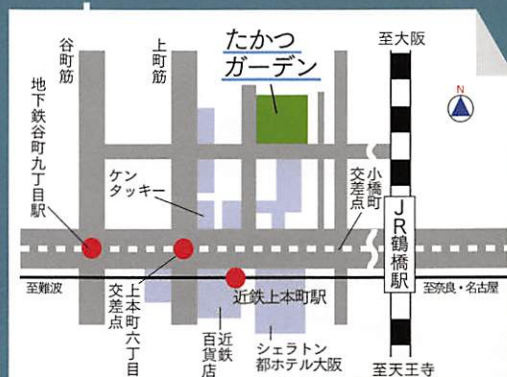 谷町筋
上町筋
たかつ
ガーデン
至大阪
N
地下鉄谷町九丁目駅
ケン
タッキー
小橋町
交差点
JR鶴橋駅
至難波
上本町六丁目
交差点
近鉄
百貨店
近鉄上本町駅
シェラトン
都ホテル大阪
至奈良・名古屋
至天王寺